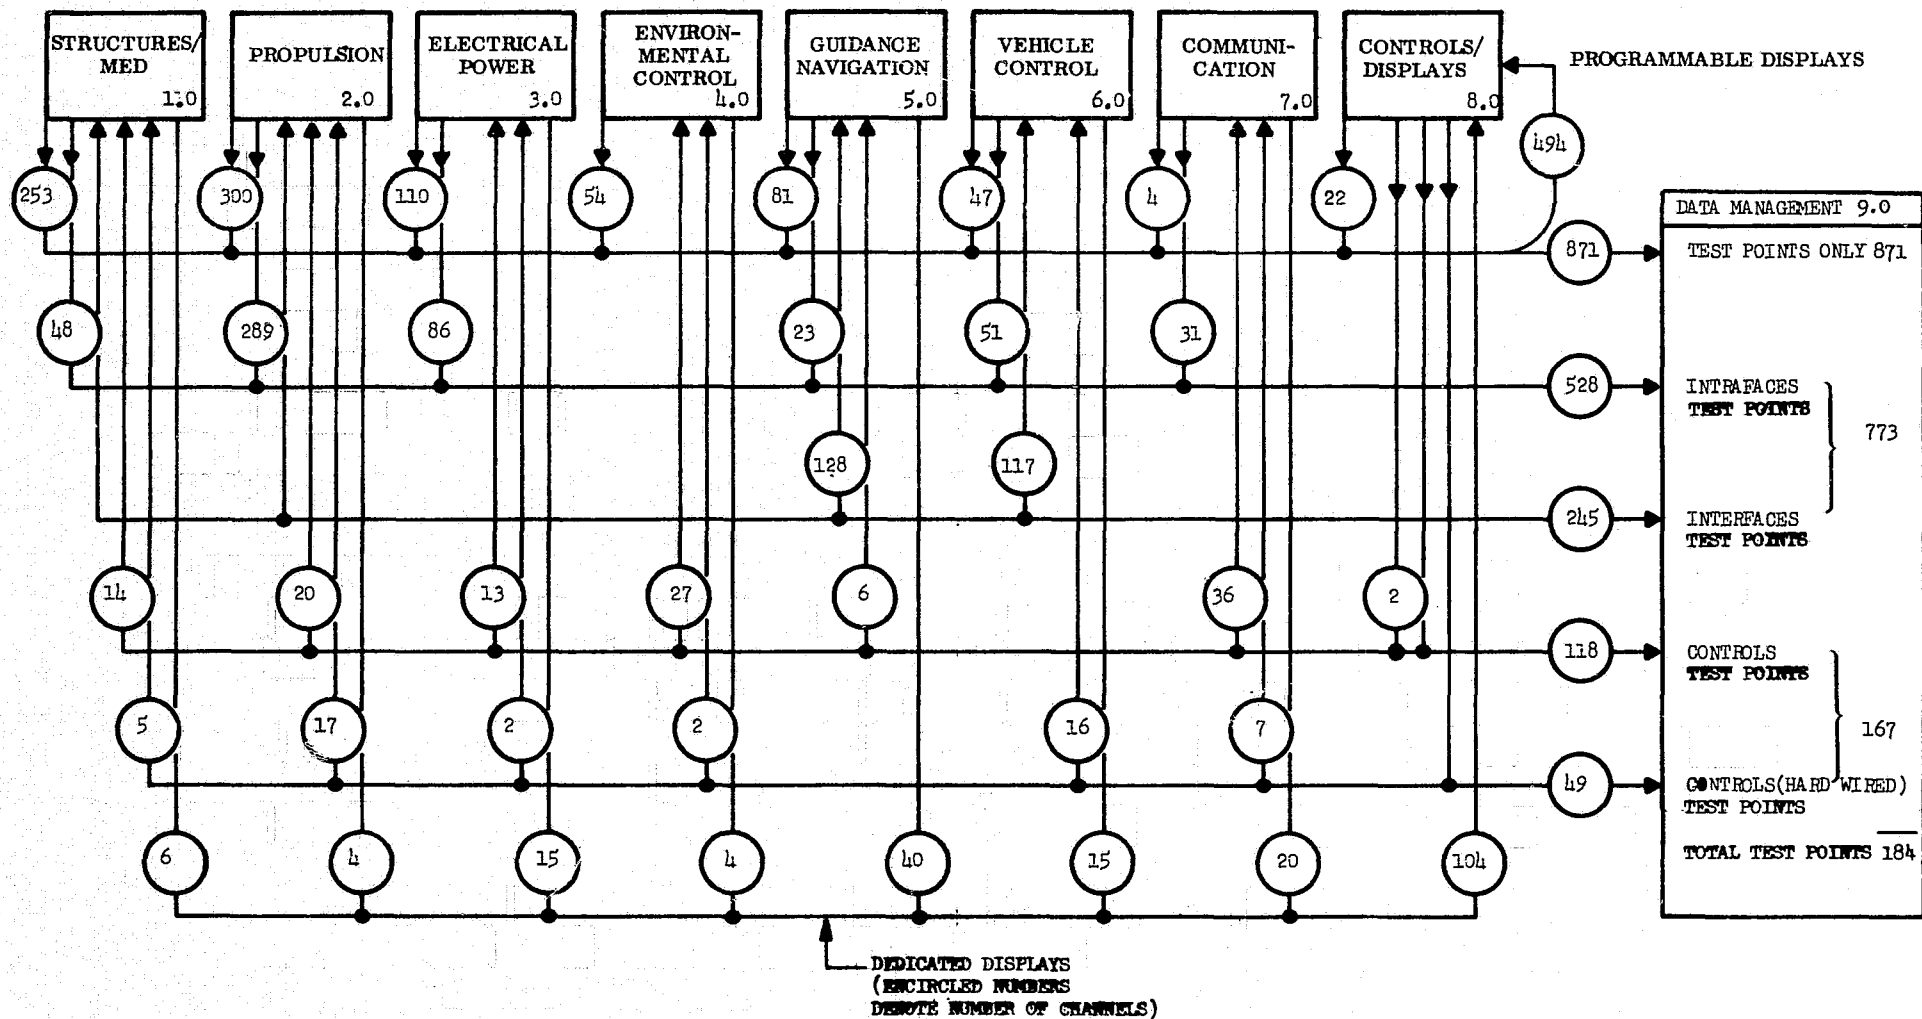 STRUCTURES/
MED
1.0
PROPULSION
2.0
ELECTRICAL
POWER
3.0
ENVIRON-
MENTAL
CONTROL
4.0
GUIDANCE
NAVIGATION
5.0
VEHICLE
CONTROL
6.0
COMMUNI-
CATION
7.0
CONTROLS/
DISPLAYS
8.0
PROGRAMMABLE DISPLAYS
494
253
300
110
54
81
47
4
22
871
48
289
86
23
51
31
528
128
117
245
14
20
13
27
6
36
2
118
5
17
2
2
16
7
49
6
4
15
4
40
15
20
104
DATA MANAGEMENT 9.0
TEST POINTS ONLY 871
INTRAFACES
TEST POINTS
773
INTERFACES
TEST POINTS
CONTROLS
TEST POINTS
167
CONTROLS(HARD WIRED)
TEST POINTS
TOTAL TEST POINTS 184
DEDICATED DISPLAYS
(ENCIRCLED NUMBERS
DENOTE NUMBER OF CHANNELS)